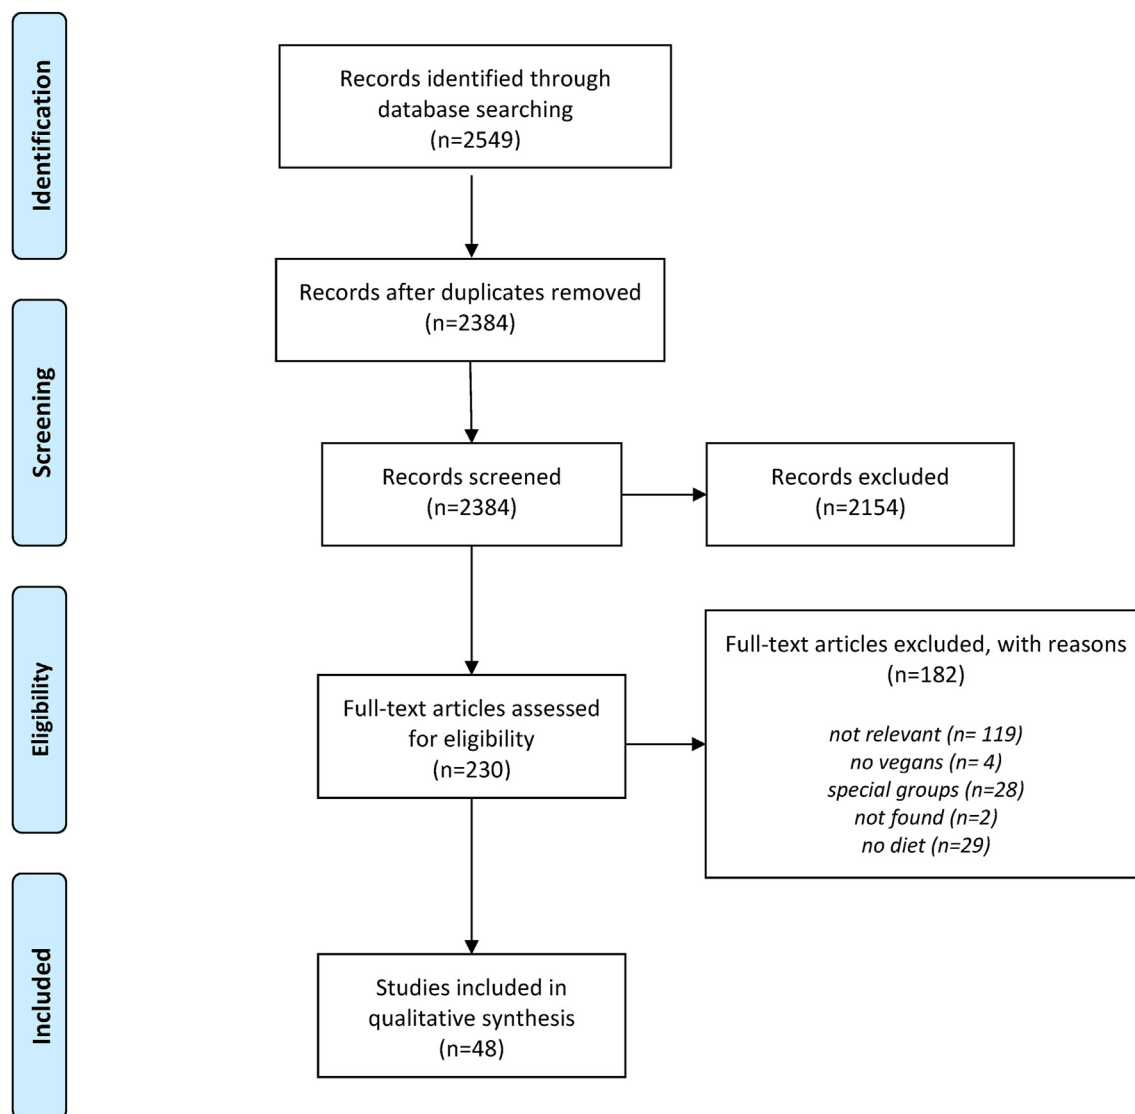 Identification
Records identified through
database searching
(n=2549)
Records after duplicates removed
(n=2384)
Screening
Records screened
(n=2384)
Records excluded
(n=2154)
Eligibility
Full-text articles assessed
for eligibility
(n=230)
Full-text articles excluded, with reasons
(n=182)
not relevant (n= 119)
no vegans (n= 4)
special groups (n=28)
not found (n=2)
no diet (n=29)
Included
Studies included in
qualitative synthesis
(n=48)